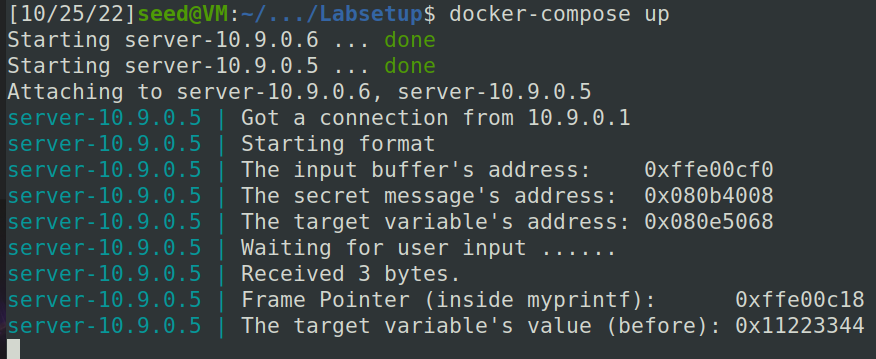 [10/25/22]seed@VM:~/.../Labsetup$ docker-compose up
Starting server-10.9.0.6 ... done
Starting server-10.9.0.5 ... done
Attaching to server-10.9.0.6, server-10.9.0.5
server-10.9.0.5 | Got a connection from 10.9.0.1
server-10.9.0.5 | Starting format
server-10.9.0.5 | The input buffer's address:    0xffe00cf0
server-10.9.0.5 | The secret message's address:  0x080b4008
server-10.9.0.5 | The target variable's address: 0x080e5068
server-10.9.0.5 | Waiting for user input ......
server-10.9.0.5 | Received 3 bytes.
server-10.9.0.5 | Frame Pointer (inside myprintf):      0xffe00c18
server-10.9.0.5 | The target variable's value (before): 0x11223344